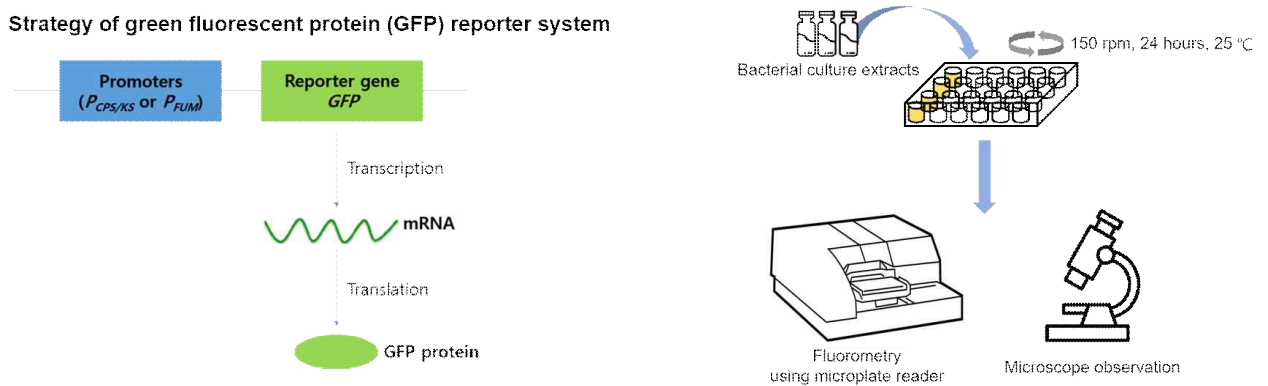 Strategy of green fluorescent protein (GFP) reporter system
Promoters
(PCPS/KS or PFUM)
Reporter gene
GFP
Transcription
mRNA
Translation
GFP protein
Bacterial culture extracts
150 rpm, 24 hours, 25 ℃
Fluorometry
using microplate reader
Microscope observation